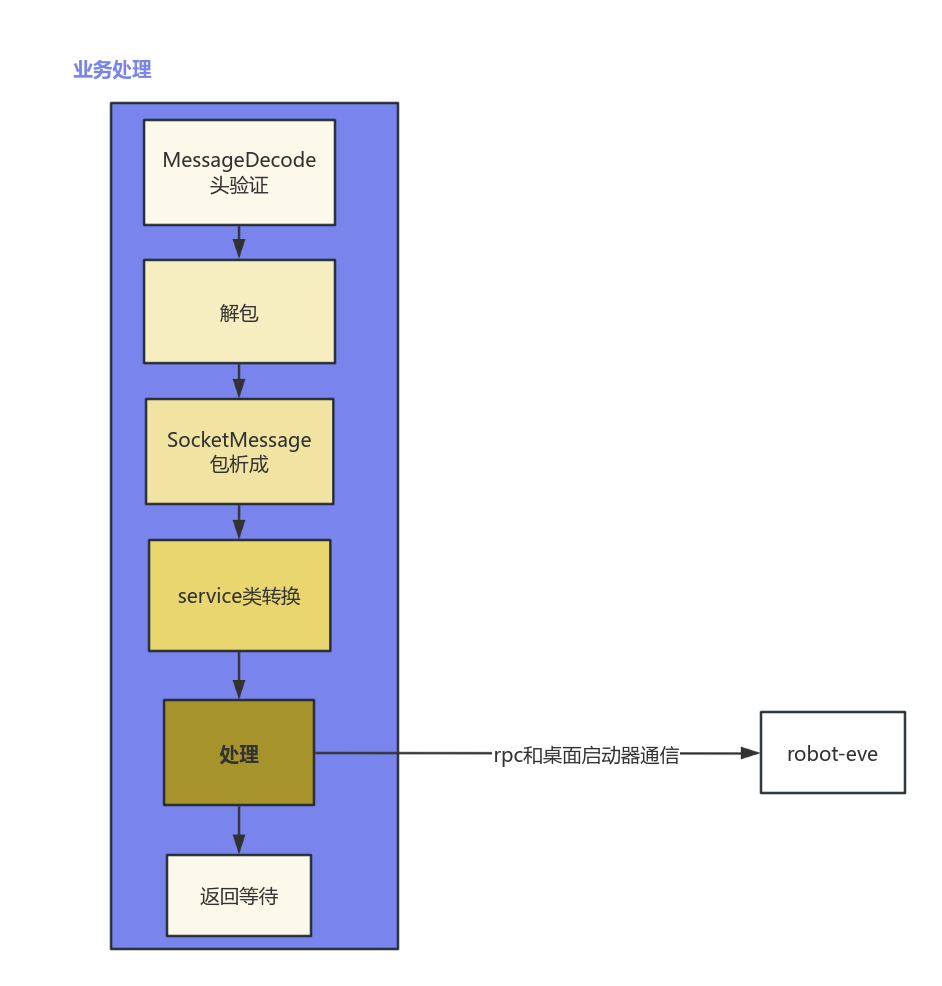 业务处理
MessageDecode
头验证
解包
SocketMessage
包析成
service类转换
处理
rpc和桌面启动器通信
robot-eve
返回等待